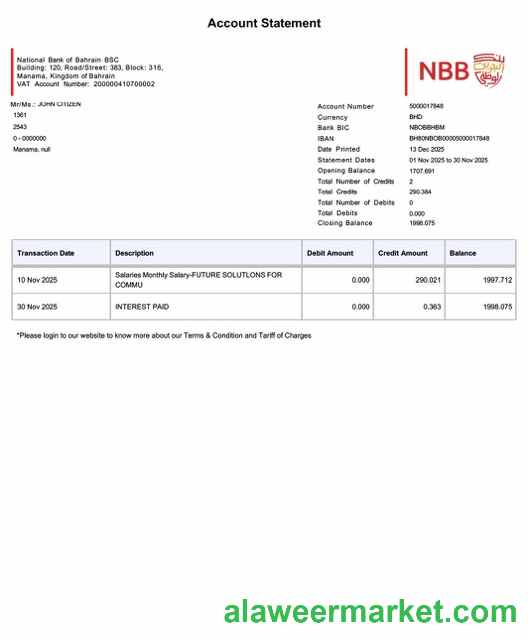 Account Statement
National Bank of Bahrain BSC
Building: 120, Road/Street: 383, Block: 316,
Manama, Kingdom of Bahrain
VAT Account Number: 200000410700002
NBB
Mr/Ms.: JOHN CITIZEN
1361
2543
0 - 0000000
Manama, null
Account Number 5000017848
Currency BHD
Bank BIC NBOBBHBM
IBAN BH80NBOB00005000017848
Date Printed 13 Dec 2025
Statement Dates 01 Nov 2025 to 30 Nov 2025
Opening Balance 1707.691
Total Number of Credits 2
Total Credits 290.384
Total Number of Debits 0
Total Debits 0.000
Closing Balance 1998.075
Transaction Date Description Debit Amount Credit Amount Balance
10 Nov 2025 Salaries Monthly Salary-FUTURE SOLUTLONS FOR COMMU 0.000 290.021 1997.712
30 Nov 2025 INTEREST PAID 0.000 0.363 1998.075
*Please login to our website to know more about our Terms & Condition and Tariff of Charges
alaweermarket.com